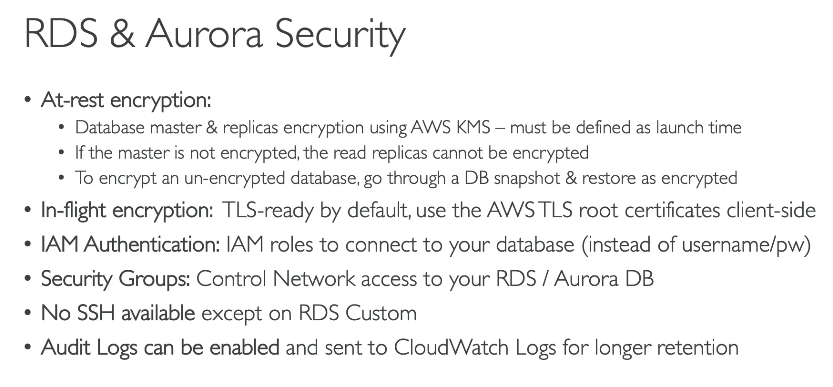 RDS & Aurora Security
• At-rest encryption:
• Database master & replicas encryption using AWS KMS – must be defined as launch time
• If the master is not encrypted, the read replicas cannot be encrypted
• To encrypt an un-encrypted database, go through a DB snapshot & restore as encrypted
• In-flight encryption: TLS-ready by default, use the AWS TLS root certificates client-side
• IAM Authentication: IAM roles to connect to your database (instead of username/pw)
• Security Groups: Control Network access to your RDS / Aurora DB
• No SSH available except on RDS Custom
• Audit Logs can be enabled and sent to CloudWatch Logs for longer retention